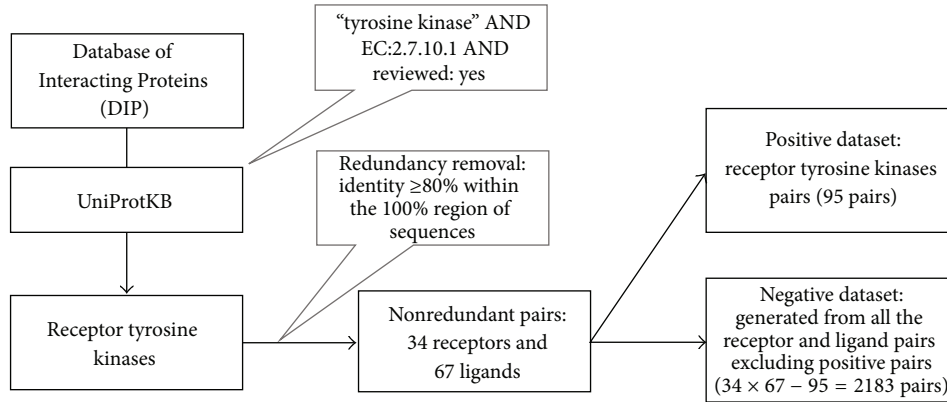 Database of
Interacting Proteins
(DIP)
“tyrosine kinase” AND
EC:2.7.10.1 AND
reviewed: yes
UniProtKB
Redundancy removal:
identity ≥80% within
the 100% region of
sequences
Receptor tyrosine
kinases
Nonredundant pairs:
34 receptors and
67 ligands
Positive dataset:
receptor tyrosine kinases
pairs (95 pairs)
Negative dataset:
generated from all the
receptor and ligand pairs
excluding positive pairs
(34 × 67 − 95 = 2183 pairs)